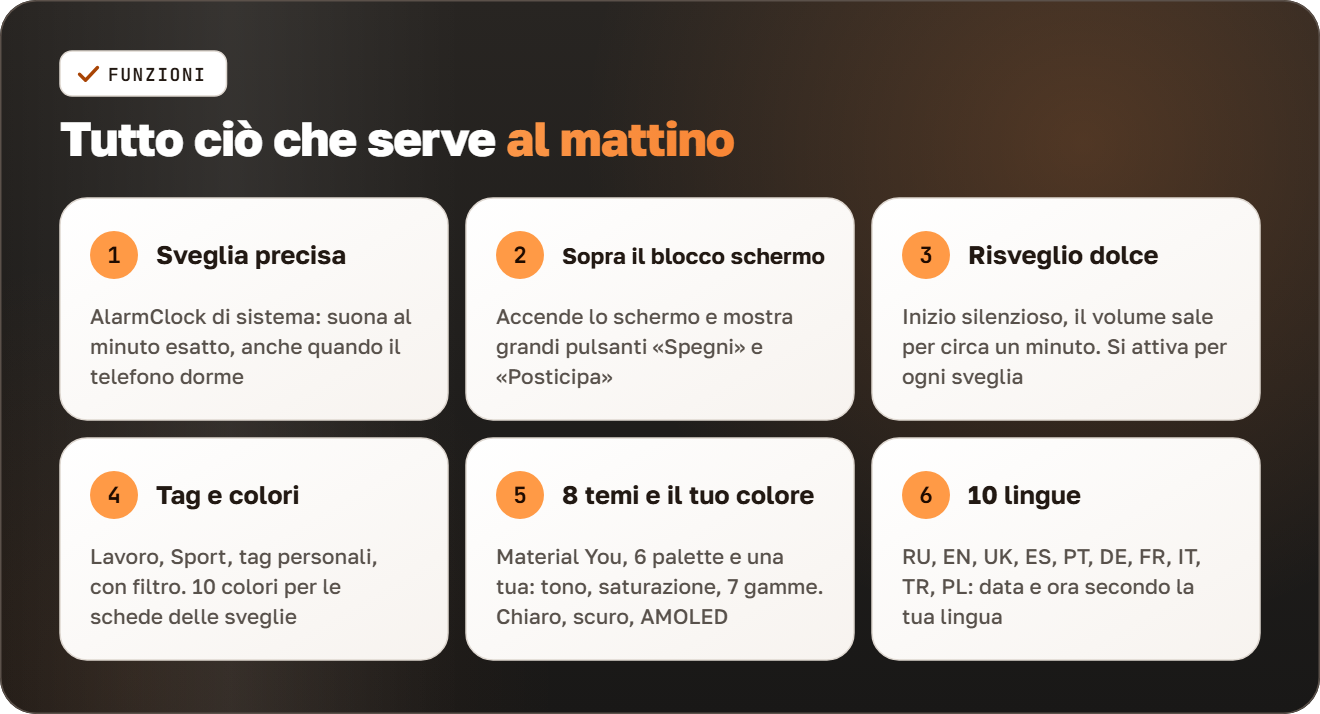 FUNZIONI
Tutto ciò che serve al mattino
1 Sveglia precisa
AlarmClock di sistema: suona al
minuto esatto, anche quando il
telefono dorme
2 Sopra il blocco schermo
Accende lo schermo e mostra
grandi pulsanti «Spegni» e
«Posticipa»
3 Risveglio dolce
Inizio silenzioso, il volume sale
per circa un minuto. Si attiva per
ogni sveglia
4 Tag e colori
Lavoro, Sport, tag personali,
con filtro. 10 colori per le
schede delle sveglie
5 8 temi e il tuo colore
Material You, 6 palette e una
tua: tono, saturazione, 7 gamme.
Chiaro, scuro, AMOLED
6 10 lingue
RU, EN, UK, ES, PT, DE, FR, IT,
TR, PL: data e ora secondo la
tua lingua